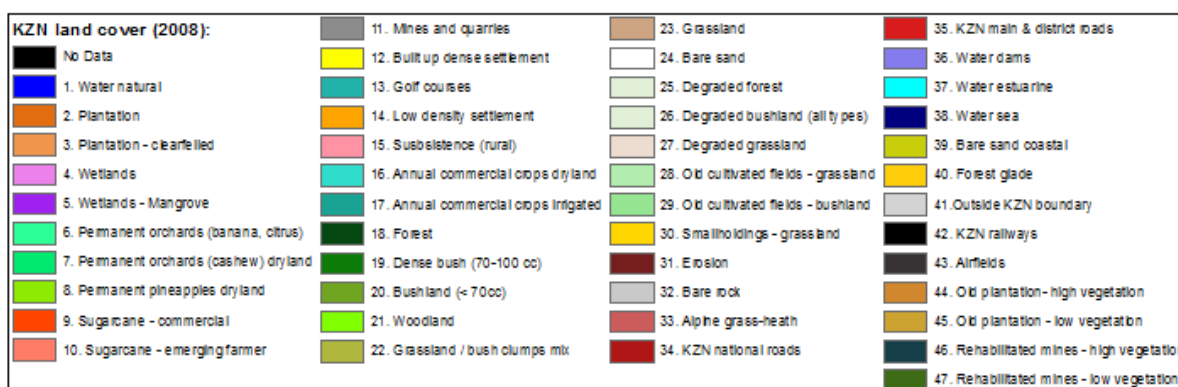 KZN land cover (2008):
No Data
1. Water natural
2. Plantation
3. Plantation - clearfelled
4. Wetlands
5. Wetlands - Mangrove
6. Permanent orchards (banana, citrus)
7. Permanent orchards (cashew) dryland
8. Permanent pineapples dryland
9. Sugarcane - commercial
10. Sugarcane - emerging farmer
11. Mines and quarries
12. Built up dense settlement
13. Golf courses
14. Low density settlement
15. Susbsistence (rural)
16. Annual commercial crops dryland
17. Annual commercial crops irrigated
18. Forest
19. Dense bush (70-100 cc)
20. Bushland (< 70cc)
21. Woodland
22. Grassland / bush clumps mix
23. Grassland
24. Bare sand
25. Degraded forest
26. Degraded bushland (all types)
27. Degraded grassland
28. Old cultivated fields - grassland
29. Old cultivated fields - bushland
30. Smallholdings - grassland
31. Erosion
32. Bare rock
33. Alpine grass-heath
34. KZN national roads
35. KZN main & district roads
36. Water dams
37. Water estuarine
38. Water sea
39. Bare sand coastal
40. Forest glade
41.Outside KZN boundary
42. KZN railways
43. Airfields
44. Old plantation- high vegetation
45. Old plantation - low vegetation
46. Rehabilitated mines - high vegetation
47. Rehabilitated mines - low vegetation